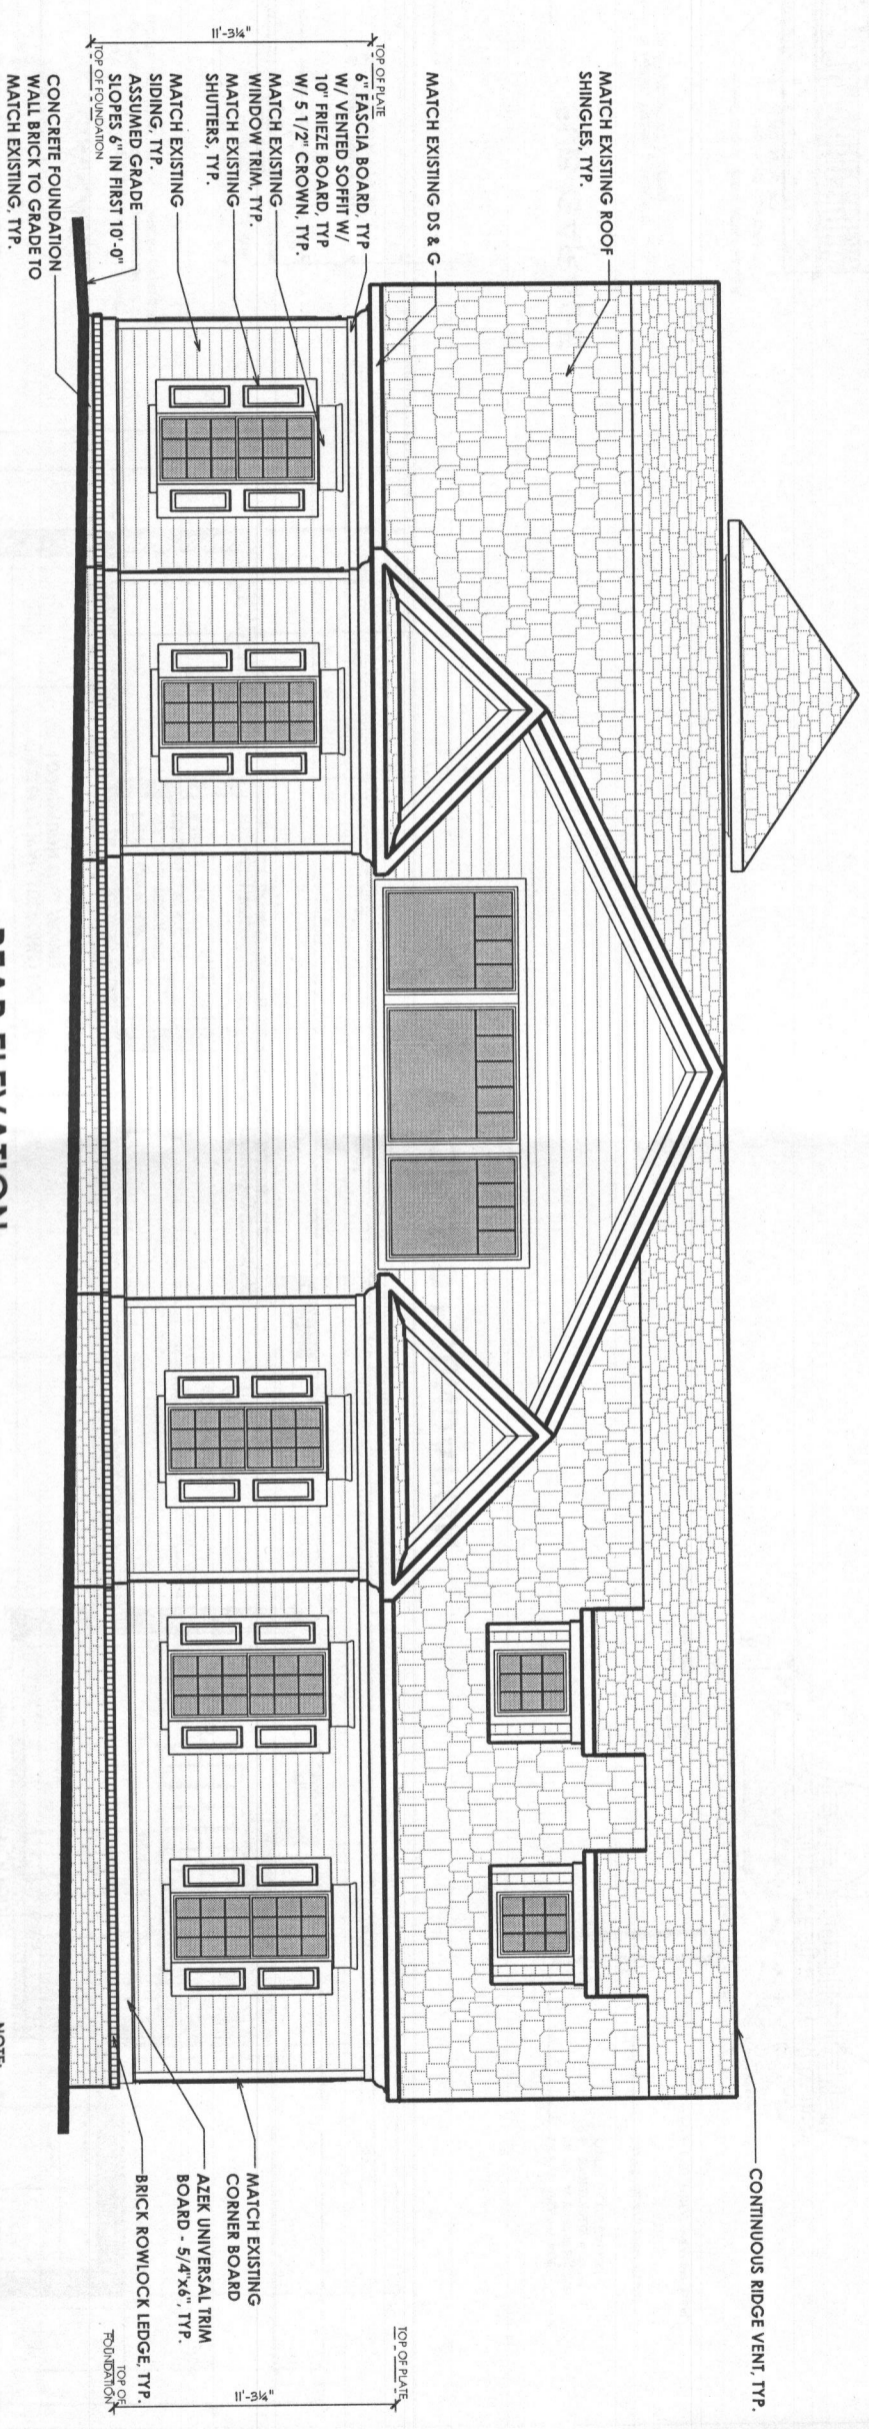 CONTINUOUS RIDGE VENT, TYP.
MATCH EXISTING ROOF
SHINGLES, TYP.
MATCH EXISTING DS & G
TOP OF PLATE
6" FASCIA BOARD, TYP
W/ VENTED SOFFIT W/
10" FRIEZE BOARD, TYP
W/ 5 1/2" CROWN, TYP.
MATCH EXISTING
WINDOW TRIM, TYP.
MATCH EXISTING
SHUTTERS, TYP.
MATCH EXISTING
SIDING, TYP.
ASSUMED GRADE
SLOPES 6" IN FIRST 10'-0"
11'-3¼"
TOP OF FOUNDATION
CONCRETE FOUNDATION
WALL BRICK TO GRADE TO
MATCH EXISTING, TYP.
TOP OF PLATE
11'-3¼"
MATCH EXISTING
CORNER BOARD
AZEK UNIVERSAL TRIM
BOARD - 5/4"x6", TYP.
BRICK ROWLOCK LEDGE, TYP.
TOP OF
FOUNDATION
REAR ELEVATION
NOTE: